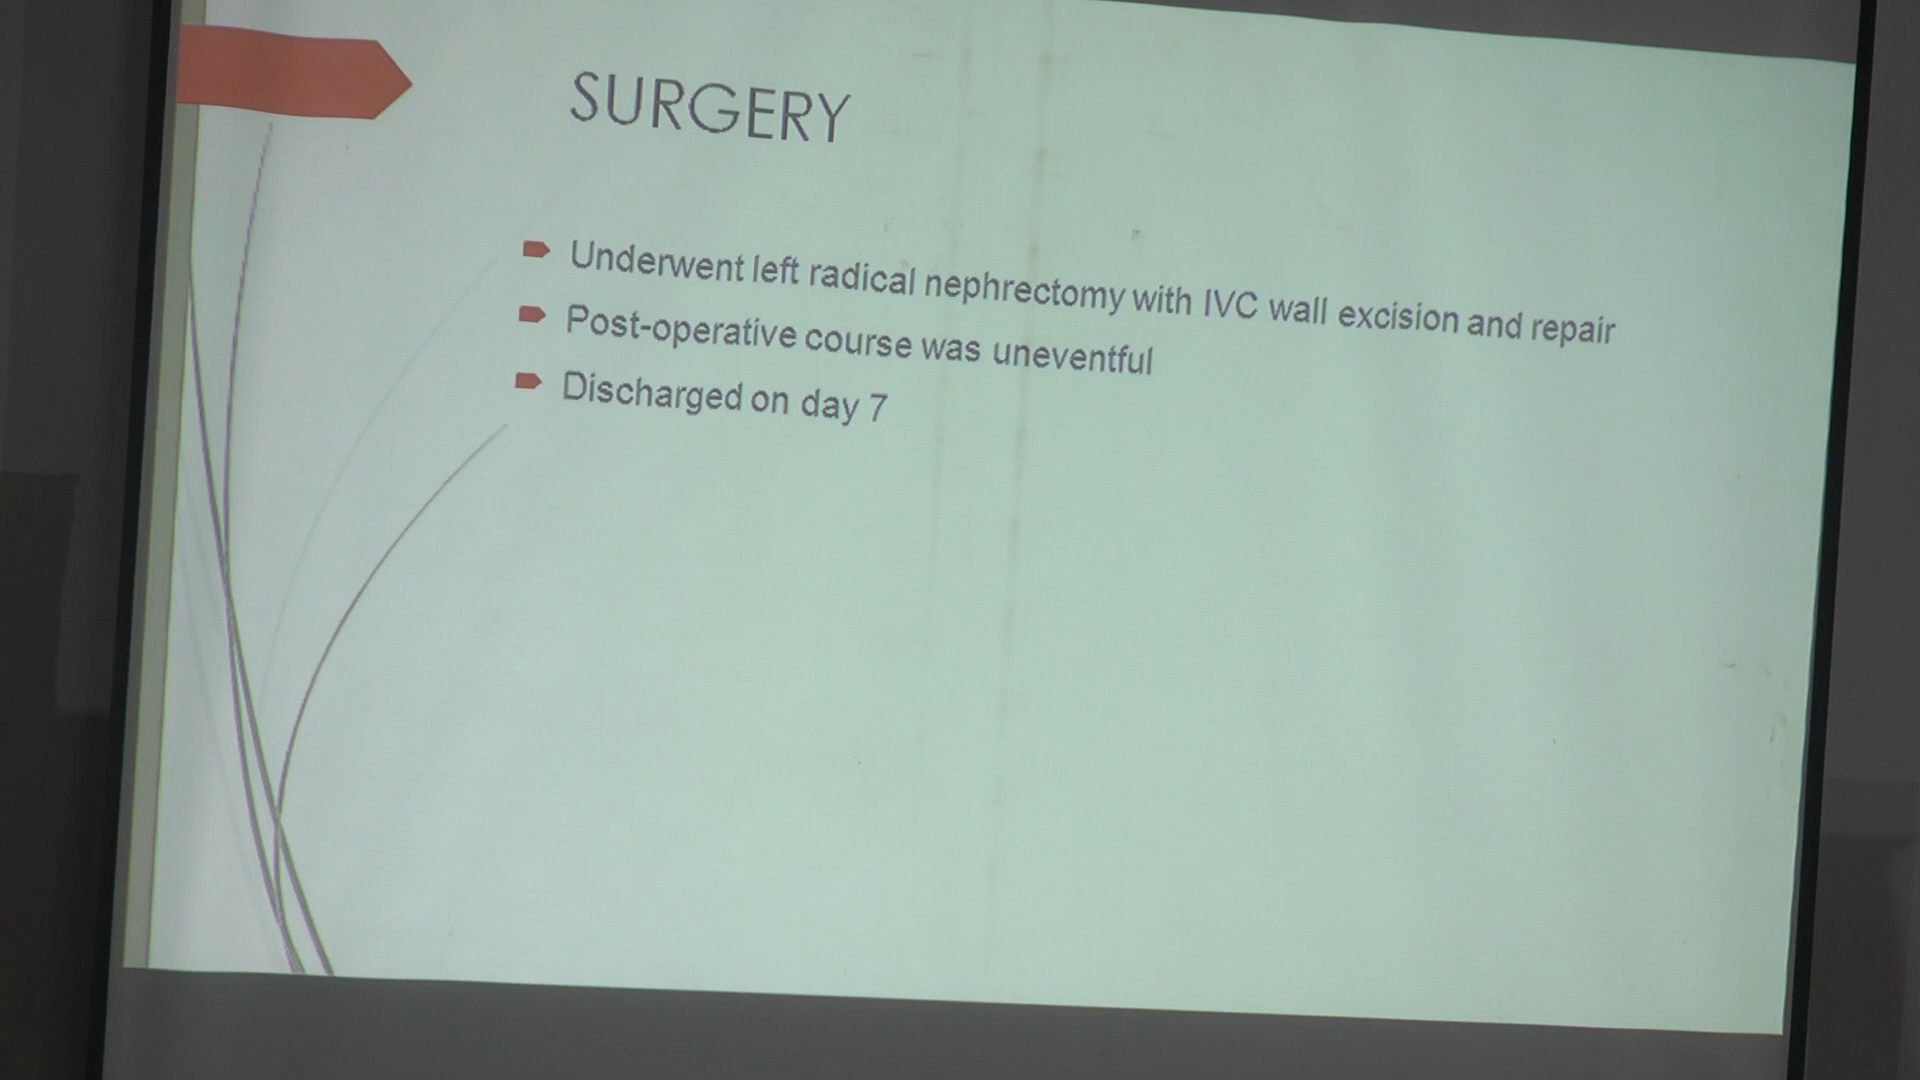 SURGERY
Underwent left radical nephrectomy with IVC wall excision and repair
Post-operative course was uneventful
Discharged on day 7